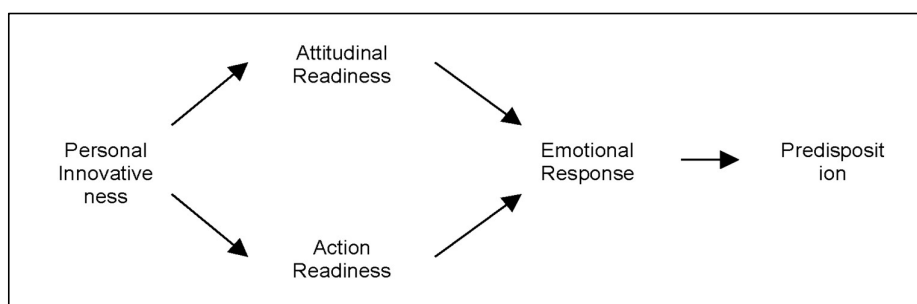 Attitudinal
Readiness
Personal
Innovative
ness
Emotional
Response
Predisposit
ion
Action
Readiness